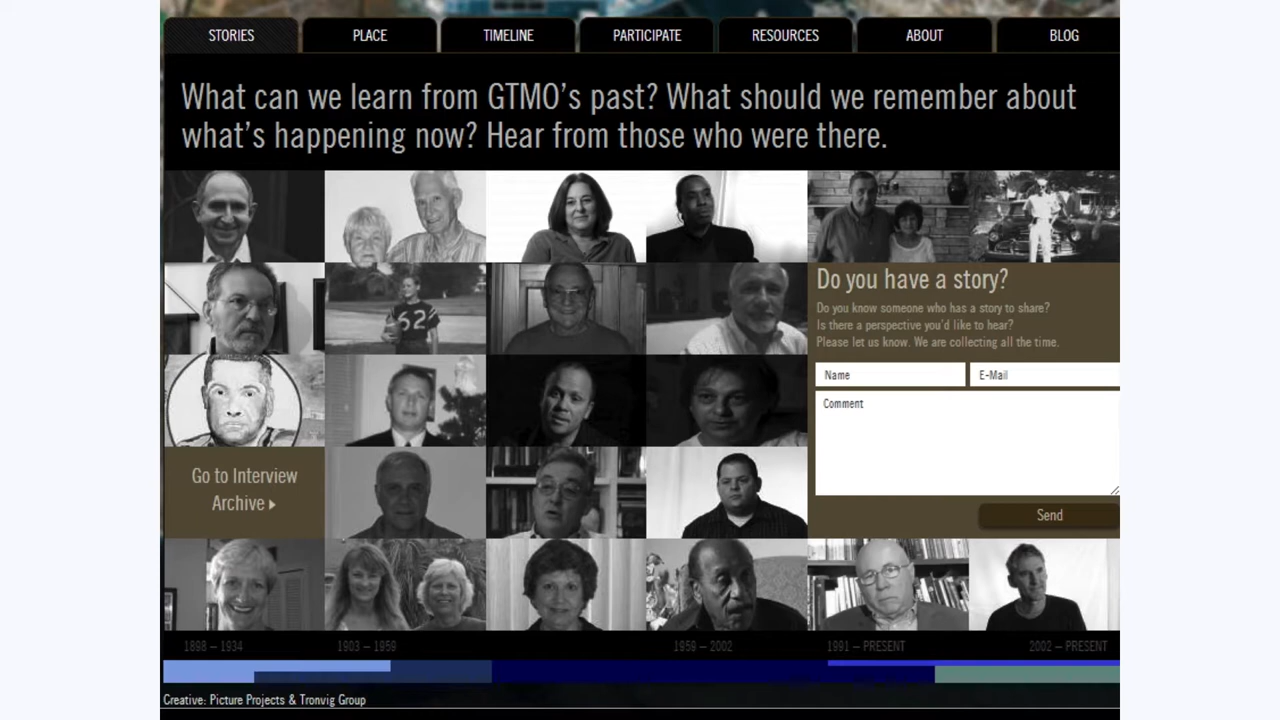 STORIES PLACE TIMELINE PARTICIPATE RESOURCES ABOUT BLOG
What can we learn from GTMO's past? What should we remember about
what's happening now? Hear from those who were there.
62
Do you have a story?
Do you know someone who has a story to share?
Is there a perspective you'd like to hear?
Please let us know. We are collecting all the time.
Name E-Mail
Comment
Go to Interview
Archive
Send
1898 – 1934 1903 – 1959 1959 – 2002 1991 – PRESENT 2002 – PRESENT
Creative: Picture Projects & Tronvig Group